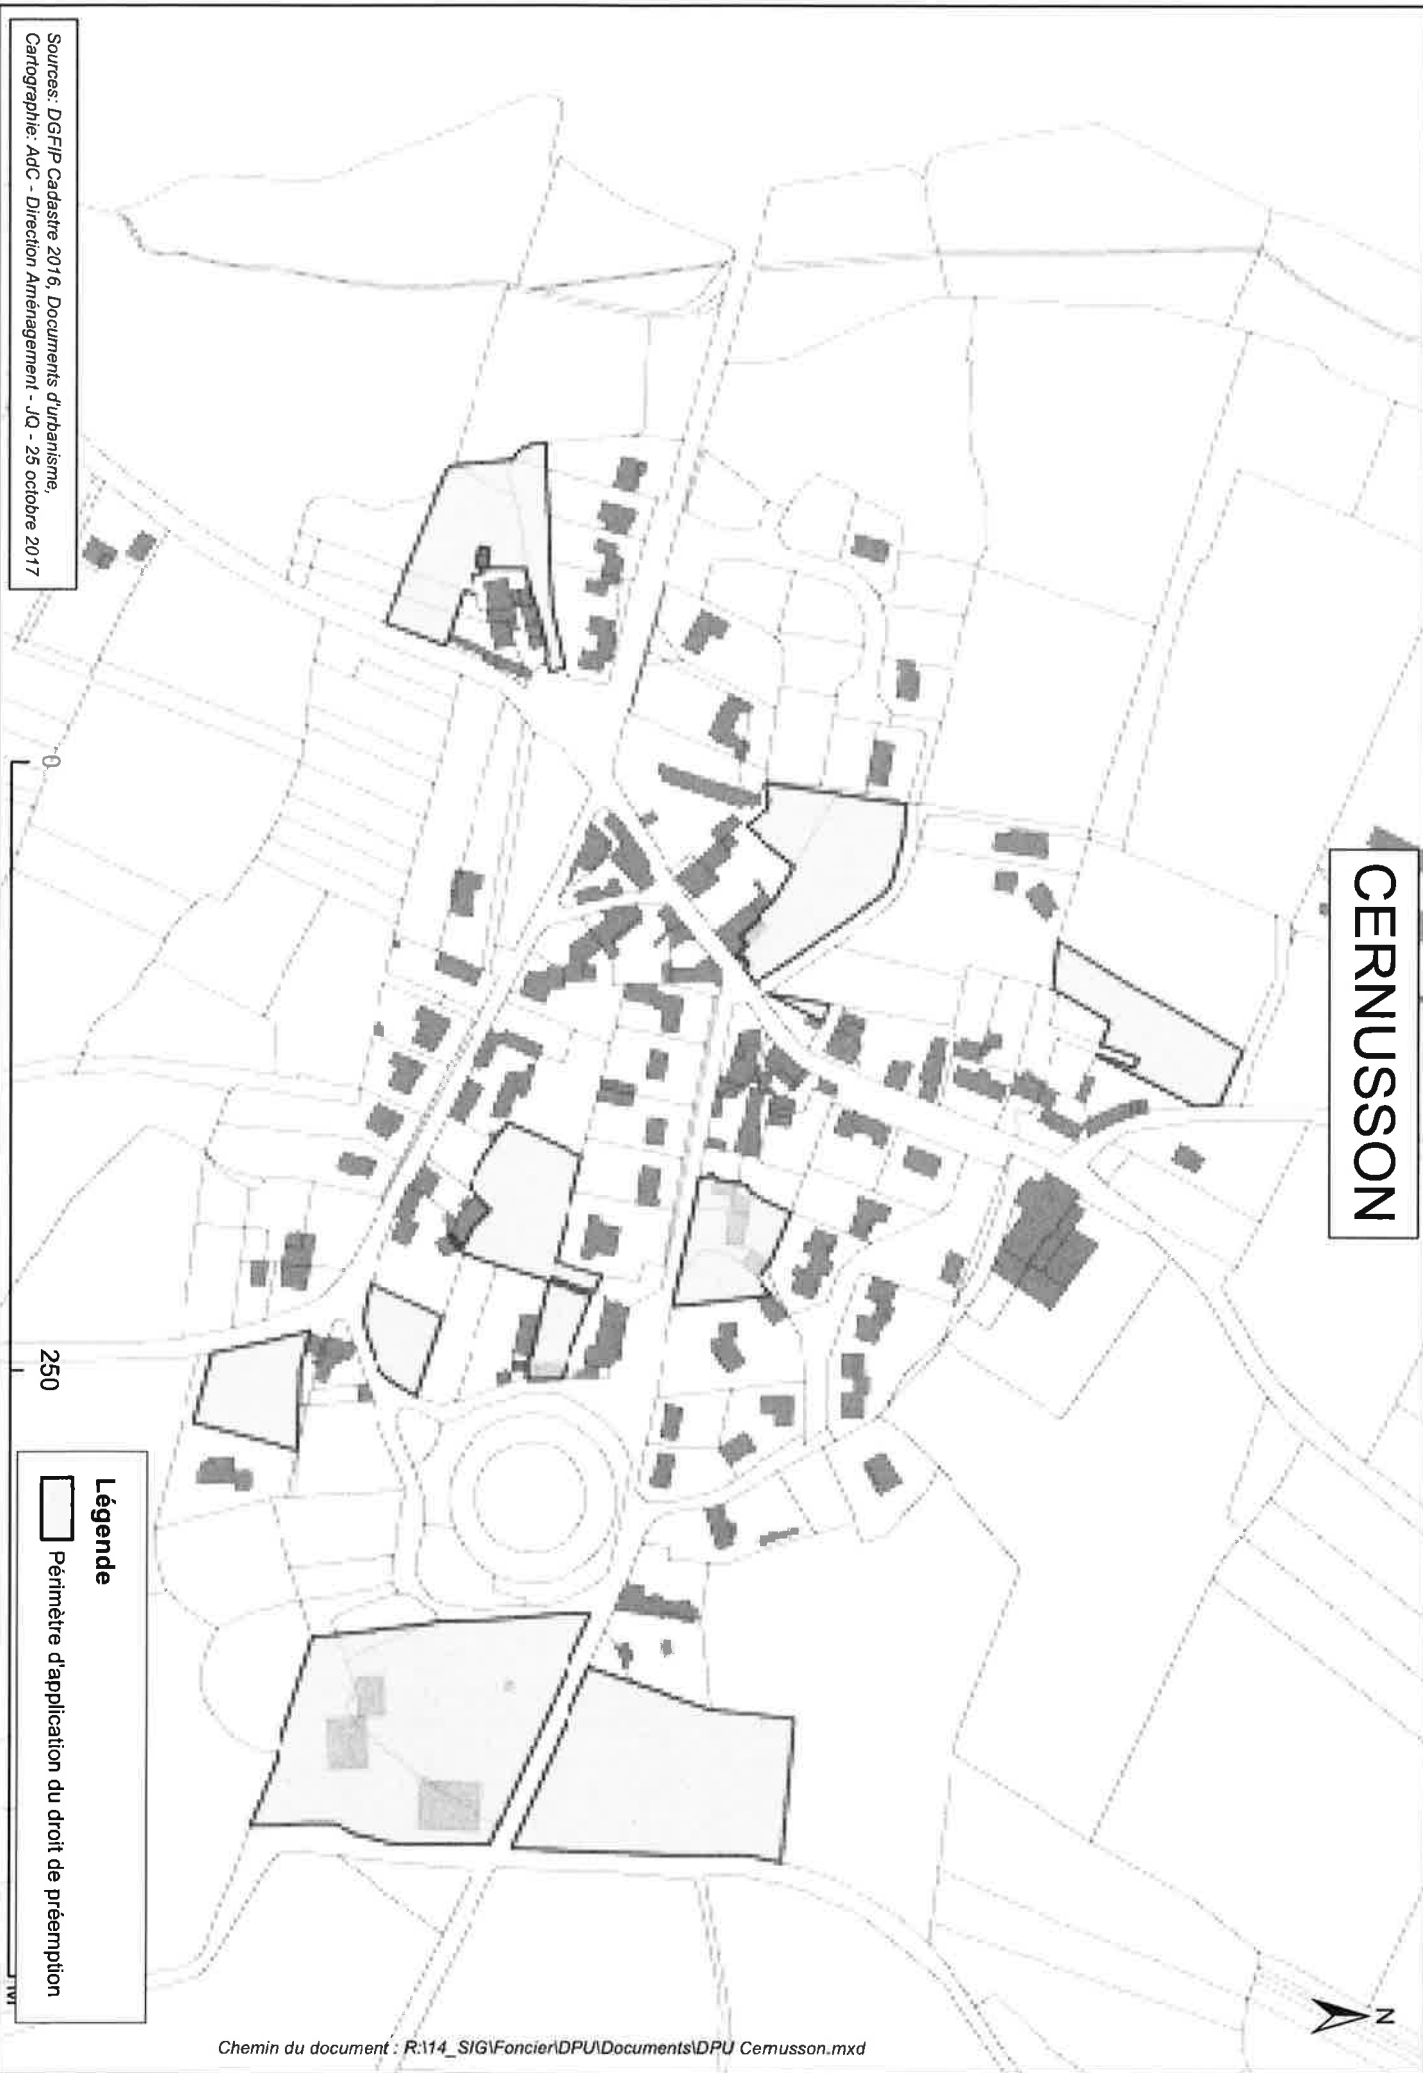 CERNUSSON
N
Sources: DGFIP Cadastre 2016, Documents d'urbanisme,
Cartographie: AdC - Direction Aménagement - JQ - 25 octobre 2017
0
250
Légende
Périmètre d'application du droit de préemption
Chemin du document : R:\14_SIG\Foncier\DPU\Documents\DPU Cernusson.mxd